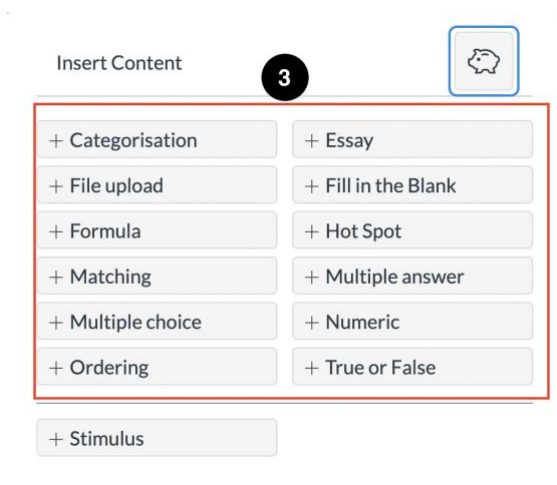 Insert Content
3
+ Categorisation
+ Essay
+ File upload
+ Fill in the Blank
+ Formula
+ Hot Spot
+ Matching
+ Multiple answer
+ Multiple choice
+ Numeric
+ Ordering
+ True or False
+ Stimulus